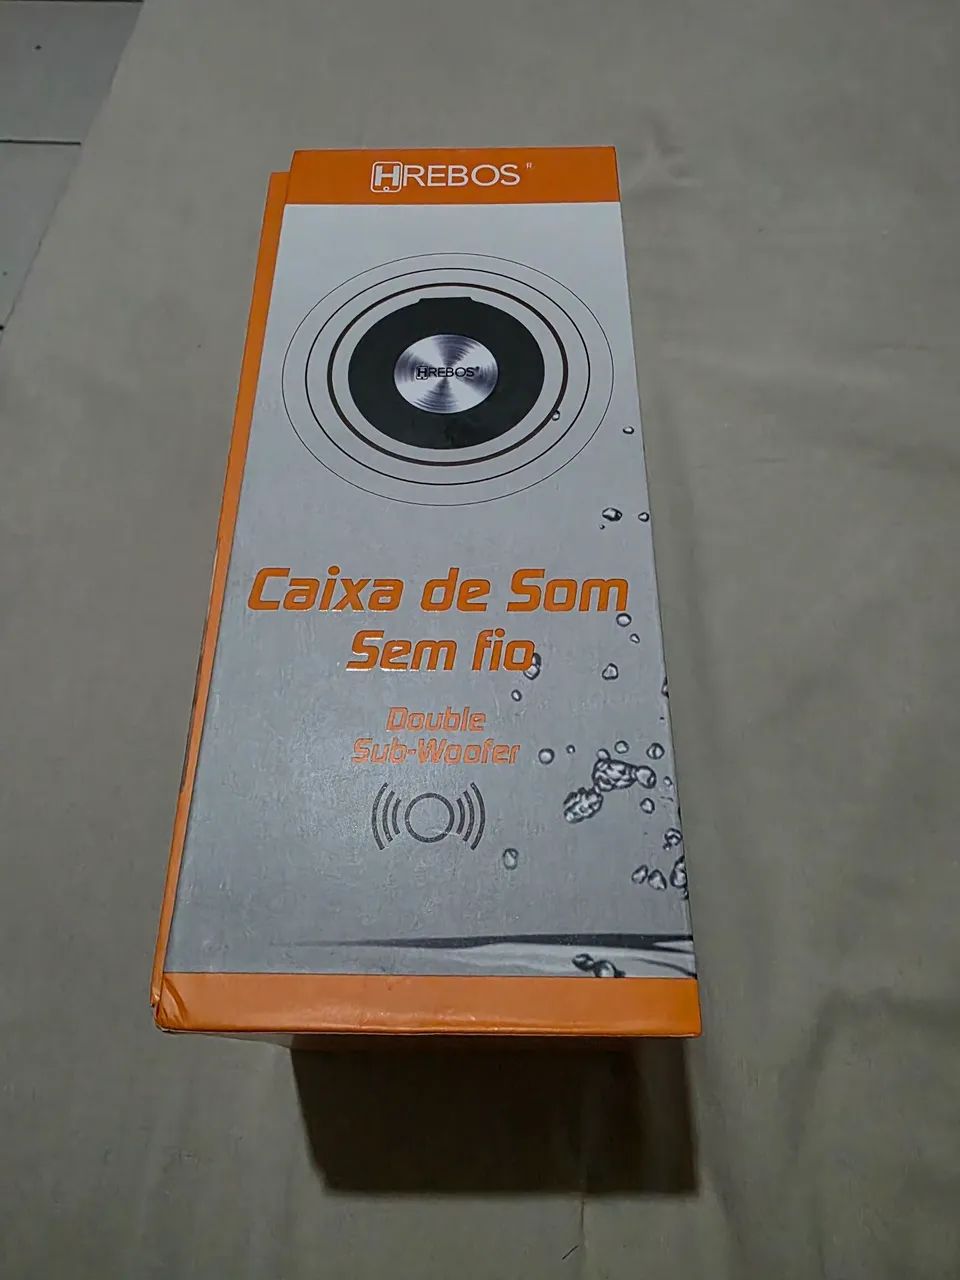 HREBOS R
HREBOS®
Caixa de Som
Sem fio
Double
Sub-Woofer